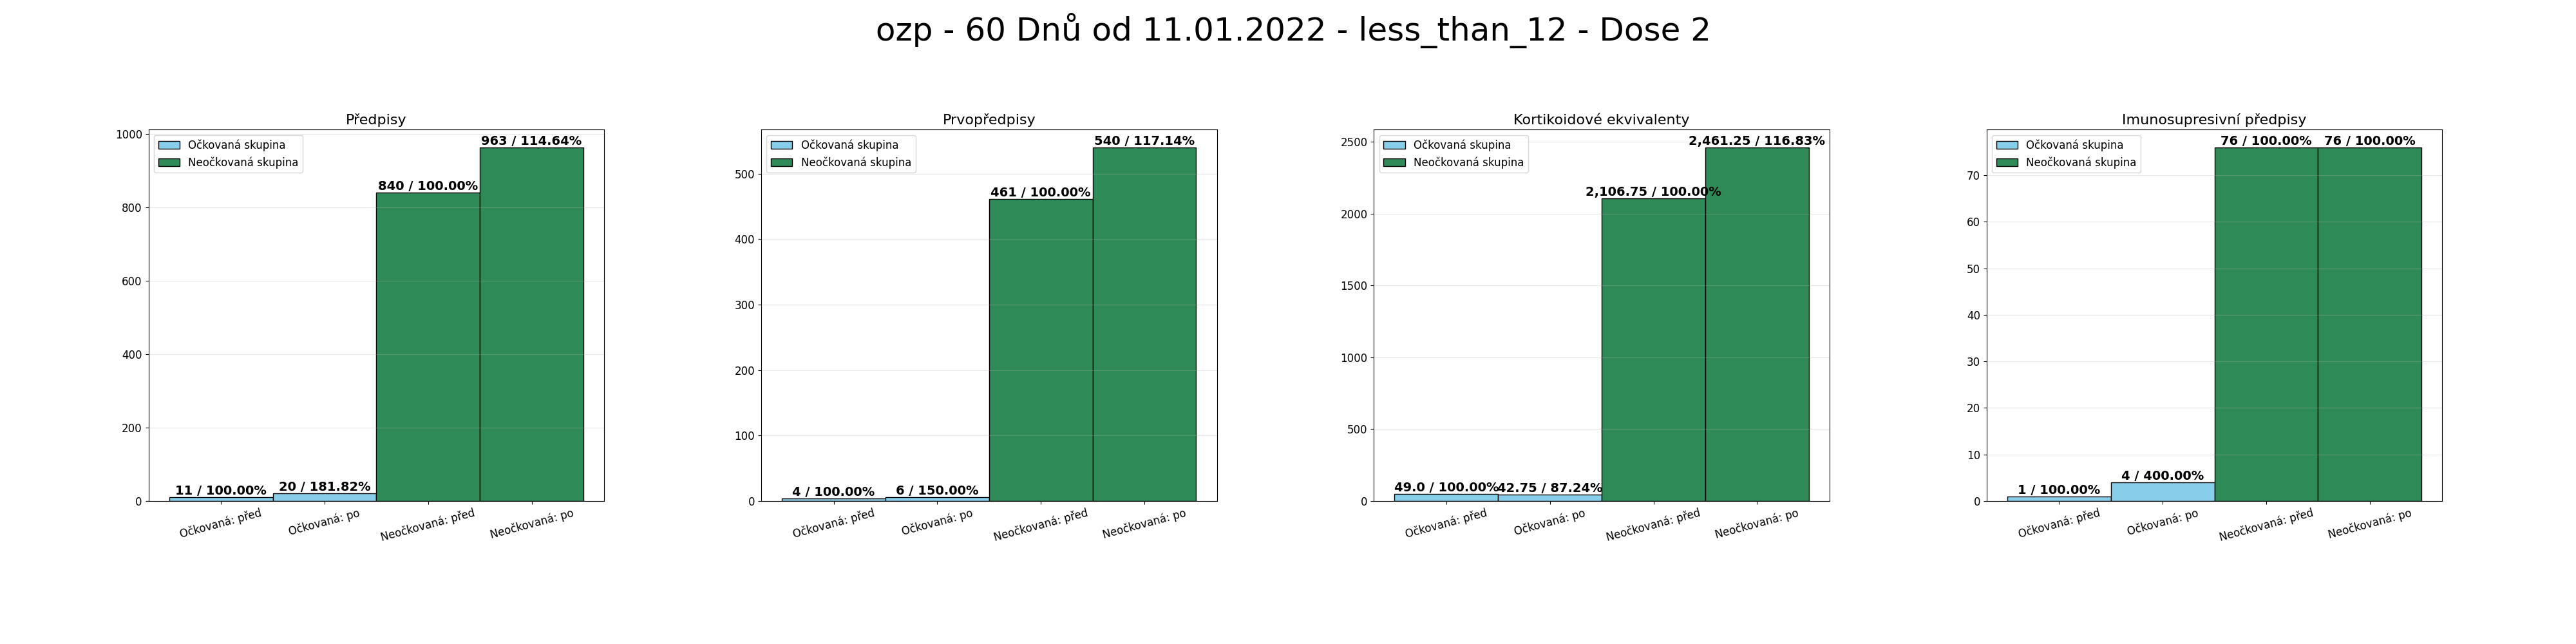 ozp - 60 Dnů od 11.01.2022 - less_than_12 - Dose 2
Předpisy
Očkovaná skupina
Neočkovaná skupina
1000
800
600
400
200
0
11 / 100.00%
20 / 181.82%
840 / 100.00%
963 / 114.64%
Očkovaná: před
Očkovaná: po
Neočkovaná: před
Neočkovaná: po
Prvopředpisy
Očkovaná skupina
Neočkovaná skupina
500
400
300
200
100
0
4 / 100.00%
6 / 150.00%
461 / 100.00%
540 / 117.14%
Očkovaná: před
Očkovaná: po
Neočkovaná: před
Neočkovaná: po
Kortikoidové ekvivalenty
Očkovaná skupina
Neočkovaná skupina
2500
2000
1500
1000
500
0
49.0 / 100.00%
42.75 / 87.24%
2,106.75 / 100.00%
2,461.25 / 116.83%
Očkovaná: před
Očkovaná: po
Neočkovaná: před
Neočkovaná: po
Imunosupresivní předpisy
Očkovaná skupina
Neočkovaná skupina
70
60
50
40
30
20
10
0
1 / 100.00%
4 / 400.00%
76 / 100.00%
76 / 100.00%
Očkovaná: před
Očkovaná: po
Neočkovaná: před
Neočkovaná: po